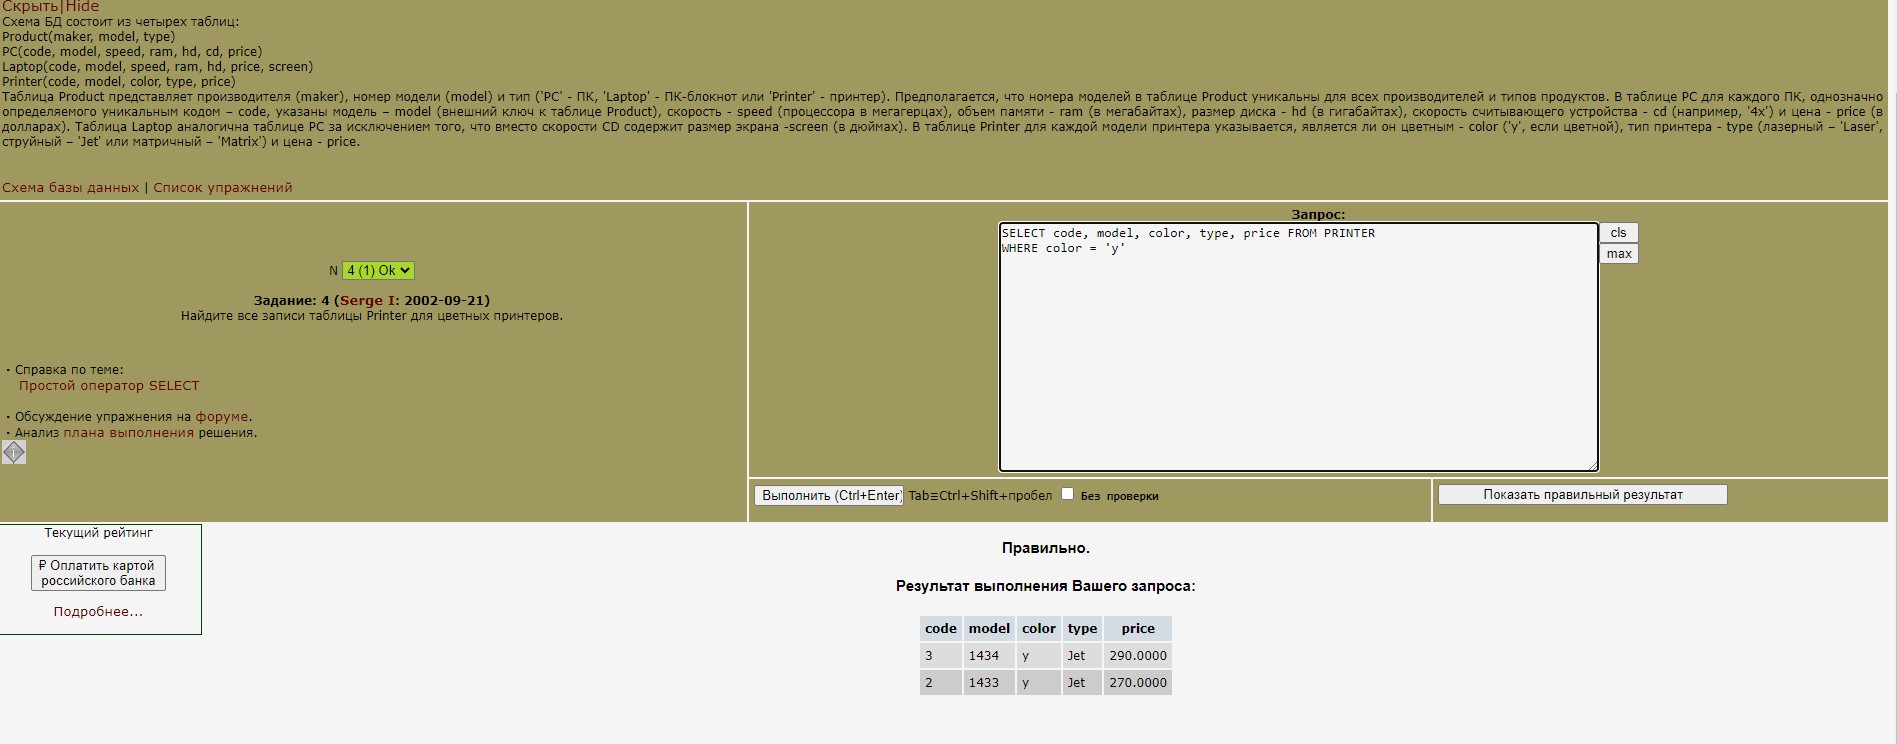 Скрыть|Hide
Схема БД состоит из четырех таблиц:
Product(maker, model, type)
PC(code, model, speed, ram, hd, cd, price)
Laptop(code, model, speed, ram, hd, price, screen)
Printer(code, model, color, type, price)
Таблица Product представляет производителя (maker), номер модели (model) и тип ('PC' - ПК, 'Laptop' - ПК-блокнот или 'Printer' - принтер). Предполагается, что номера моделей в таблице Product уникальны для всех производителей и типов продуктов. В таблице PC для каждого ПК, однозначно
определяемого уникальным кодом – code, указаны модель – model (внешний ключ к таблице Product), скорость - speed (процессора в мегагерцах), объем памяти - ram (в мегабайтах), размер диска - hd (в гигабайтах), скорость считывающего устройства - cd (например, '4x') и цена - price (в
долларах). Таблица Laptop аналогична таблице РС за исключением того, что вместо скорости CD содержит размер экрана -screen (в дюймах). В таблице Printer для каждой модели принтера указывается, является ли он цветным - color ('y', если цветной), тип принтера - type (лазерный – 'Laser',
струйный – 'Jet' или матричный – 'Matrix') и цена - price.
Схема базы данных | Список упражнений
N 4 (1) Ok
Задание: 4 (Serge I: 2002-09-21)
Найдите все записи таблицы Printer для цветных принтеров.
· Справка по теме:
Простой оператор SELECT
· Обсуждение упражнения на форуме.
· Анализ плана выполнения решения.
Запрос:
SELECT code, model, color, type, price FROM PRINTER
WHERE color = 'y'
cls
max
Выполнить (Ctrl+Enter) Tab≡Ctrl+Shift+пробел Без проверки
Показать правильный результат
Текущий рейтинг
₽ Оплатить картой
российского банка
Подробнее...
Правильно.
Результат выполнения Вашего запроса:
code model color type price
3 1434 y Jet 290.0000
2 1433 y Jet 270.0000